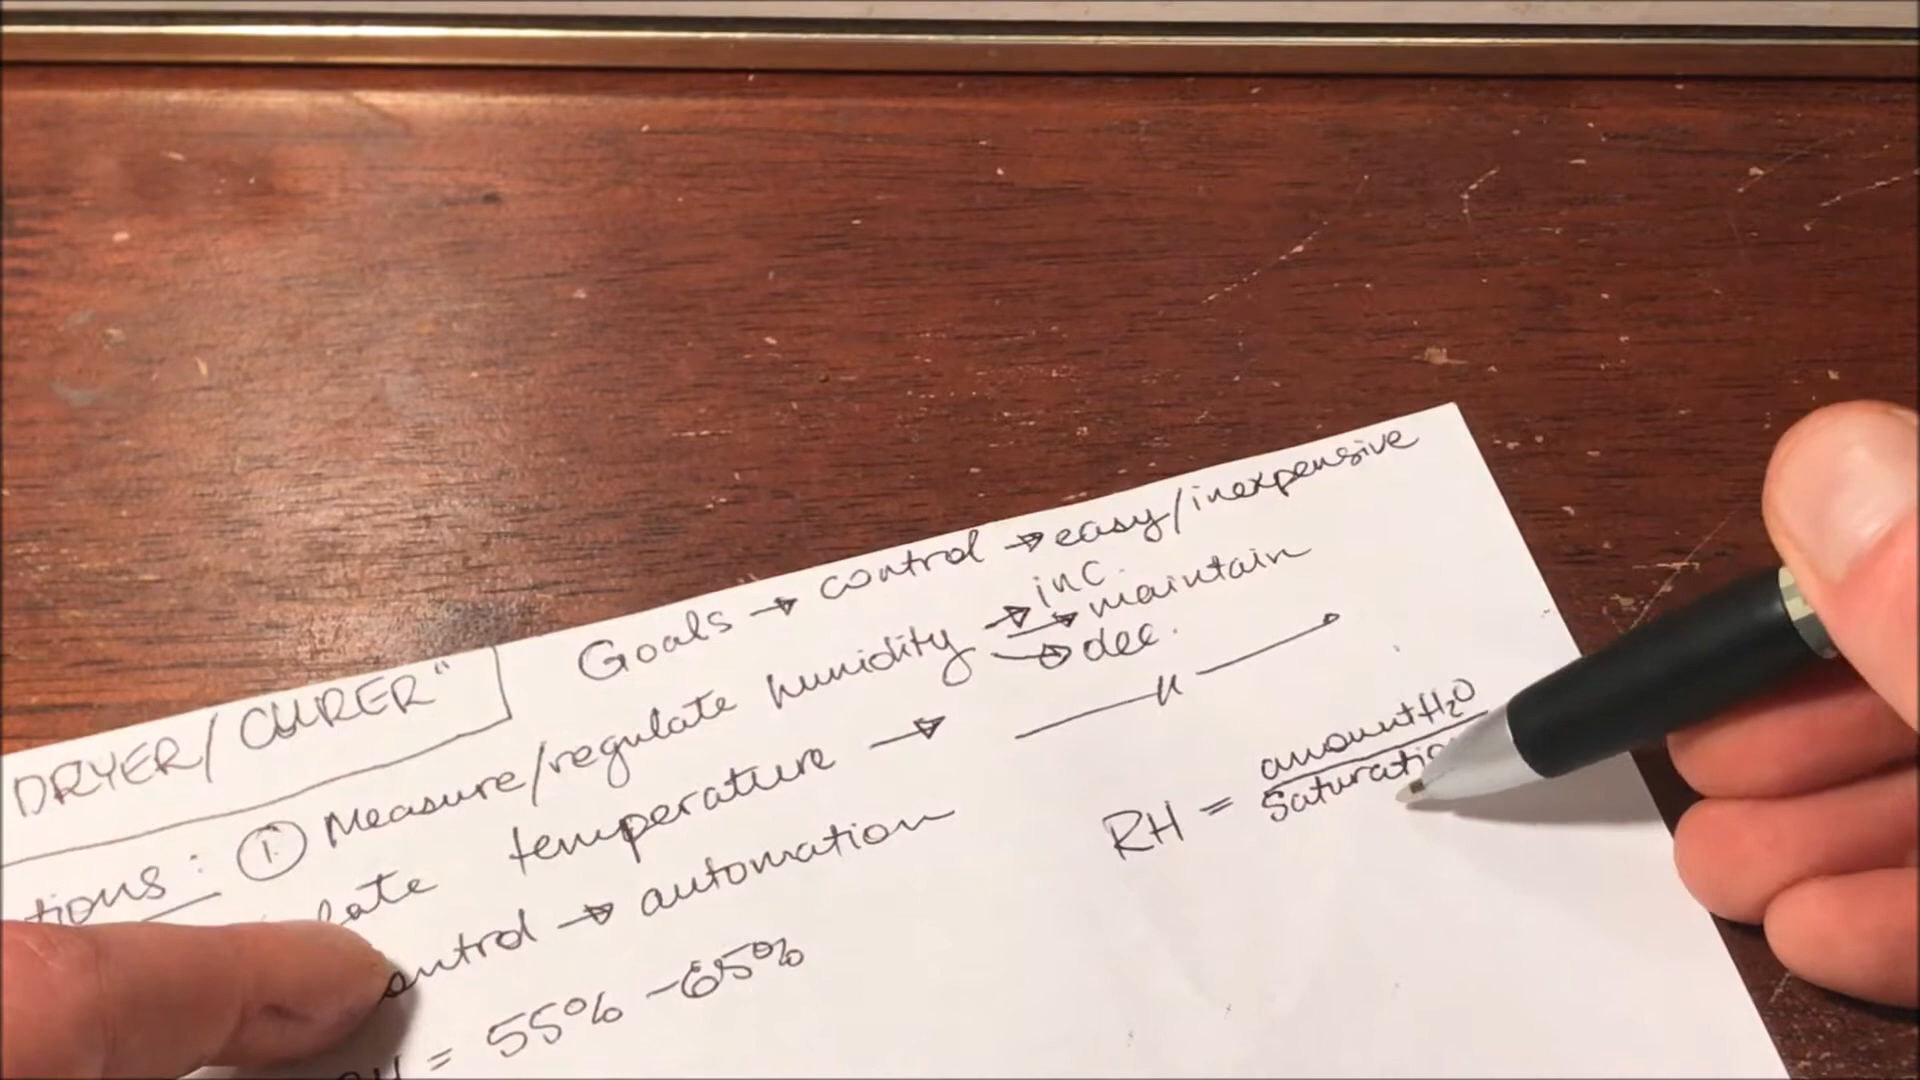 DRYER/CURER"
Goals → control → easy/inexpensive
tions: ① Measure/regulate humidity → inc.
→ maintain
→ dec.
late temperature → —— 〃 ——
ontrol → automation
= 55% - 65%
RH = amount H₂O
Saturatio